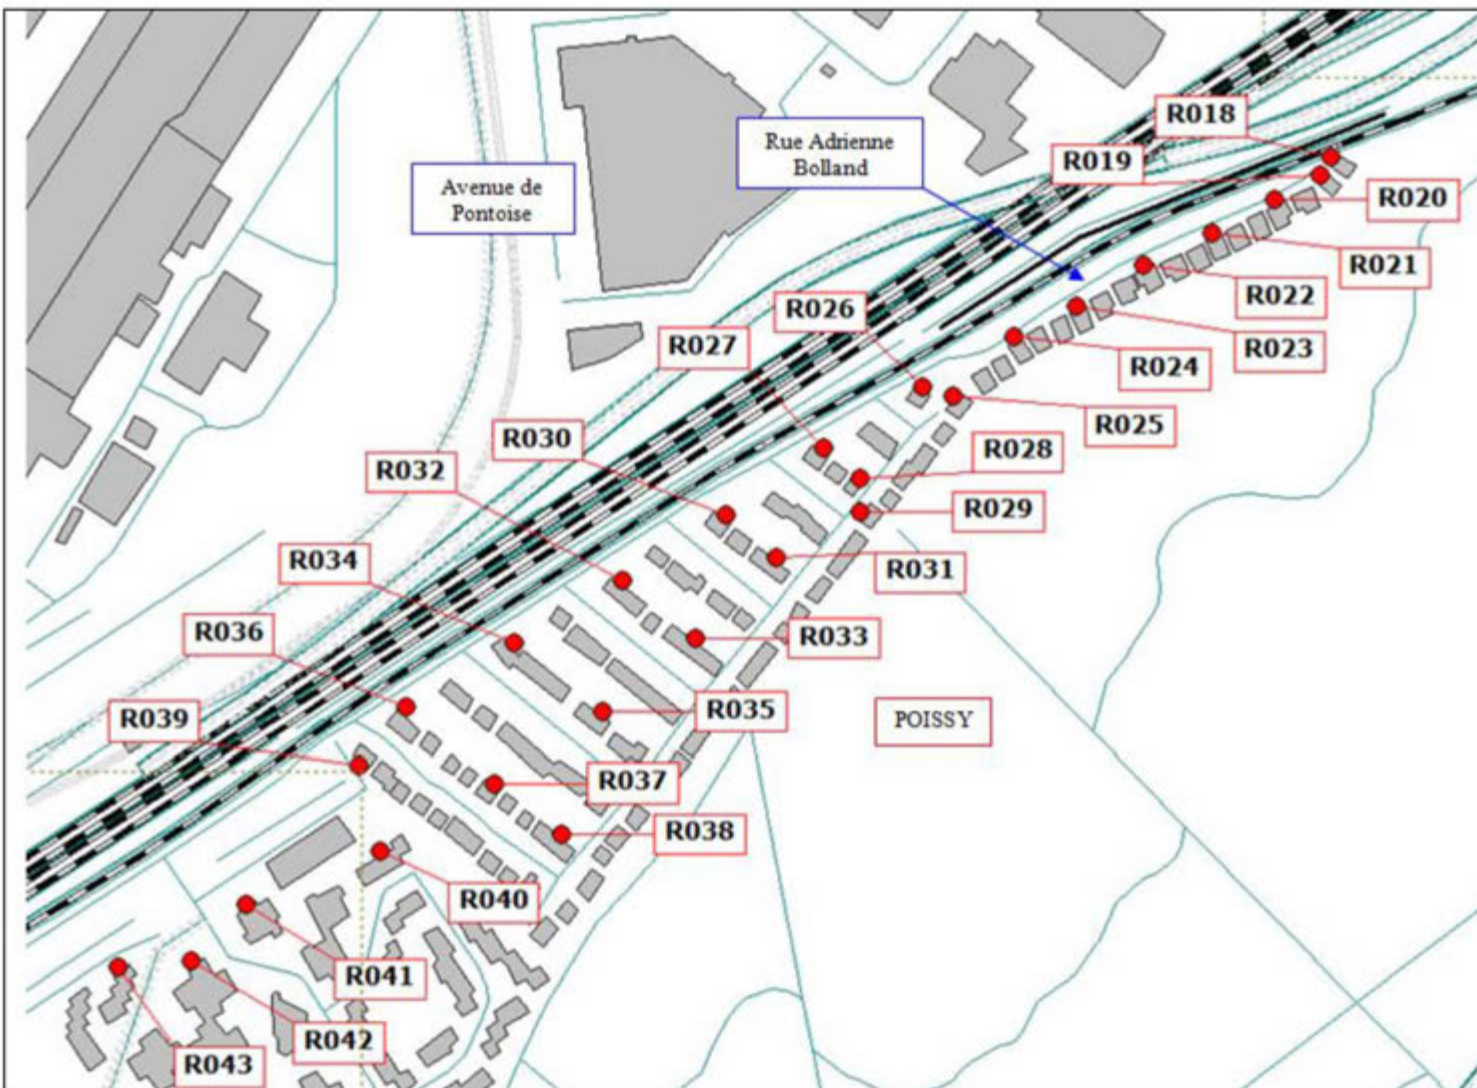 R018
Rue Adrienne
Bolland
R019
Avenue de
Pontoise
R020
R021
R022
R026
R027
R023
R024
R025
R030
R028
R032
R029
R034
R031
R036
R033
R039
R035
POISSY
R037
R038
R040
R041
R042
R043